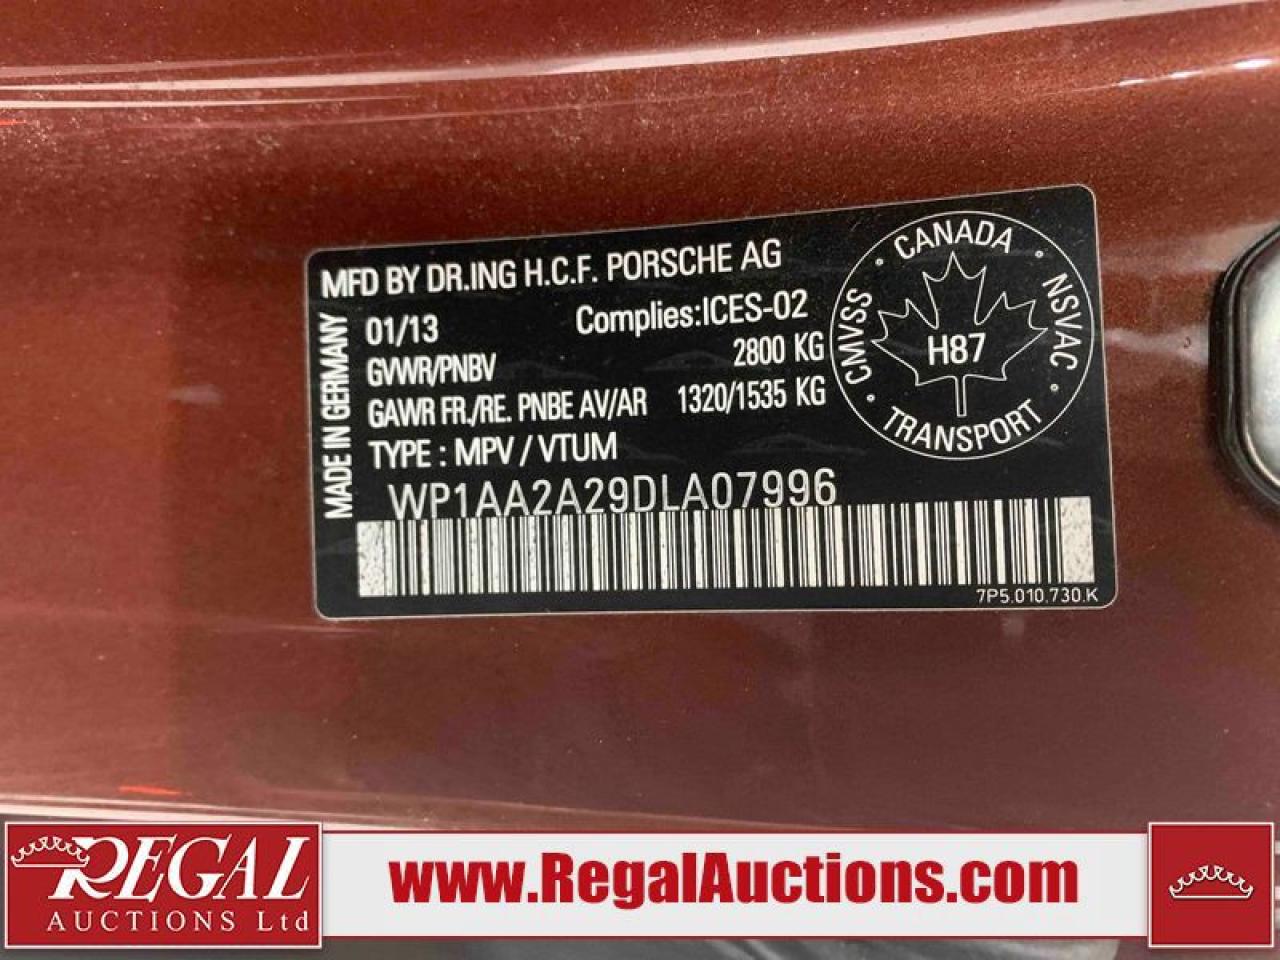 MFD BY DR.ING H.C.F. PORSCHE AG
01/13 Complies:ICES-02
GVWR/PNBV 2800 KG
GAWR FR./RE. PNBE AV/AR 1320/1535 KG
TYPE : MPV / VTUM
WP1AA2A29DLA07996
MADE IN GERMANY
CANADA
CMVSS
NSVAC
H87
TRANSPORT
7P5.010.730.K
REGAL
AUCTIONS Ltd
www.RegalAuctions.com